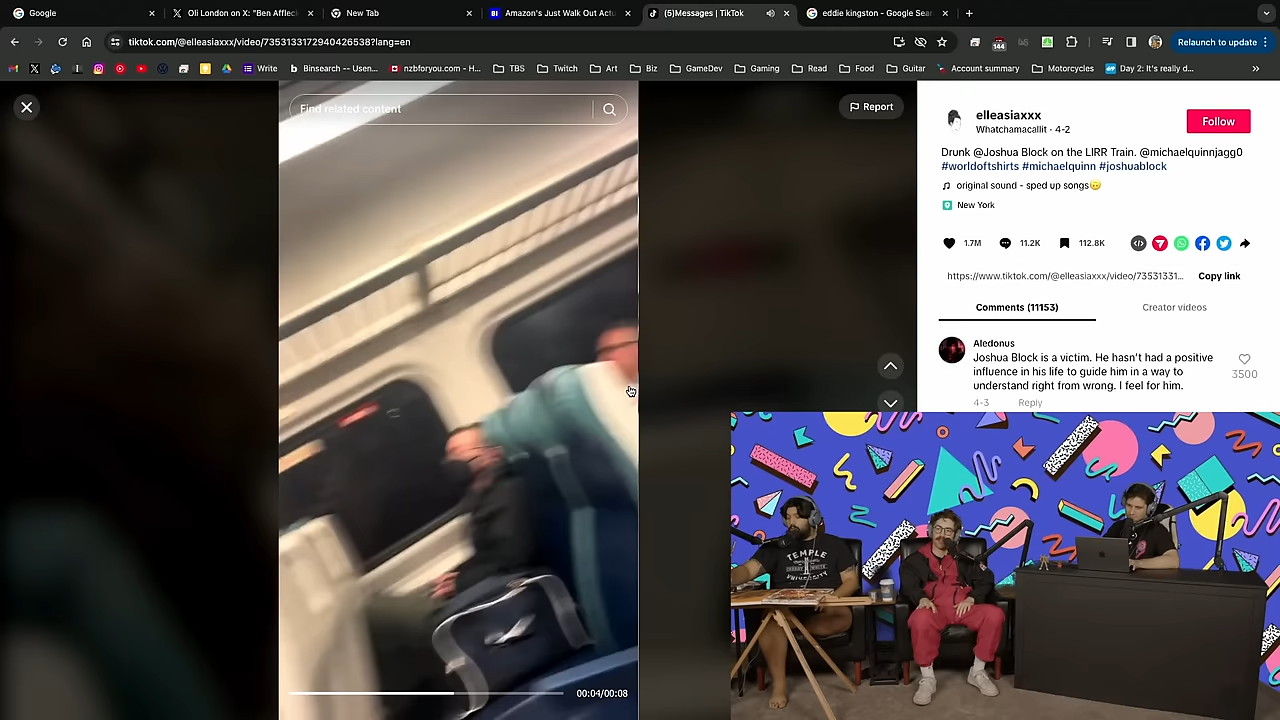 Google
Oli London on X: "Ben Affleck
New Tab
Amazon's Just Walk Out Actu
(5)Messages | TikTok
eddie kingston - Google Sear
tiktok.com/@elleasiaxxx/video/7353133172940426538?lang=en
144
Relaunch to update
Write
Binsearch -- Usen...
nzbforyou.com - H...
TBS
Twitch
Art
Biz
GameDev
Gaming
Read
Food
Guitar
Account summary
Motorcycles
Day 2: It's really d...
Find related content
Report
elleasiaxxx
Whatchamacallit · 4-2
Follow
Drunk @Joshua Block on the LIRR Train. @michaelquinnjagg0
#worldoftshirts #michaelquinn #joshuablock
original sound - sped up songs
New York
1.7M
11.2K
112.8K
https://www.tiktok.com/@elleasiaxxx/video/73531331...
Copy link
Comments (11153)
Creator videos
Aledonus
Joshua Block is a victim. He hasn't had a positive
influence in his life to guide him in a way to
understand right from wrong. I feel for him.
3500
4-3
Reply
TEMPLE
00:04/00:08